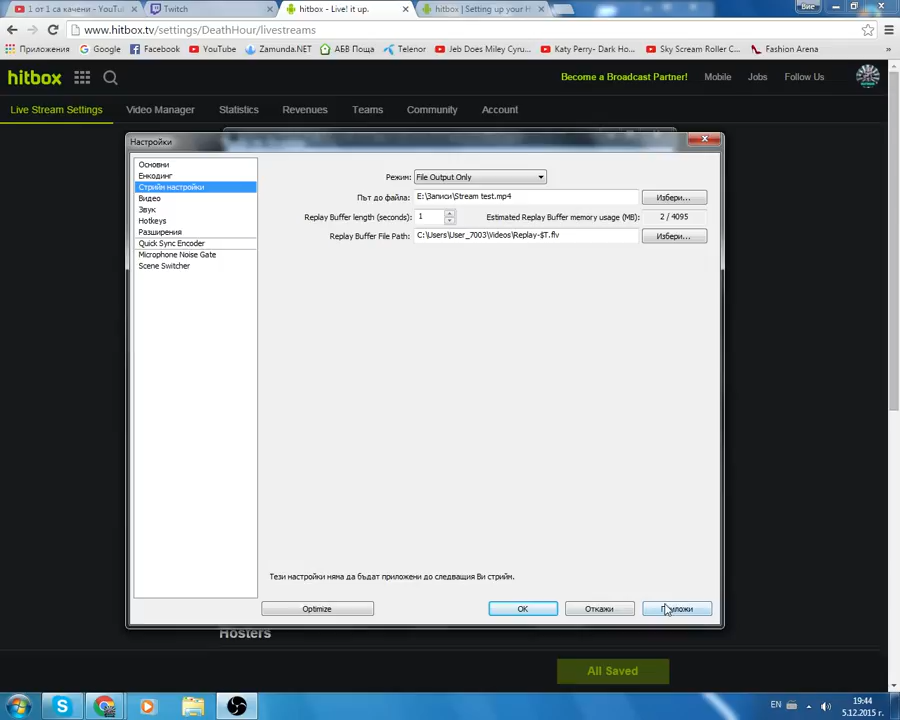 1 от 1 са качени - YouTu
Twitch
hitbox - Live! it up.
hitbox | Setting up your H
Вие
www.hitbox.tv/settings/DeathHour/livestreams
Приложения
Google
Facebook
YouTube
Zamunda.NET
АБВ Поща
Telenor
Jeb Does Miley Cyru...
Katy Perry- Dark Ho...
Sky Scream Roller C...
Fashion Arena
hitbox
Become a Broadcast Partner!
Mobile
Jobs
Follow Us
Live Stream Settings
Video Manager
Statistics
Revenues
Teams
Community
Account
Настройки
Основни
Енкодинг
Стрийм настройки
Видео
Звук
Hotkeys
Разширения
Quick Sync Encoder
Microphone Noise Gate
Scene Switcher
Режим: File Output Only
Път до файла: E:\Записи\Stream test.mp4 Избери...
Replay Buffer length (seconds): 1 Estimated Replay Buffer memory usage (MB): 2 / 4095
Replay Buffer File Path: C:\Users\User_7003\Videos\Replay-$T.flv Избери...
Тези настройки няма да бъдат приложени до следващия Ви стрийм.
Optimize
OK
Откажи
Приложи
Hosters
All Saved
EN
19:44
5.12.2015 г.